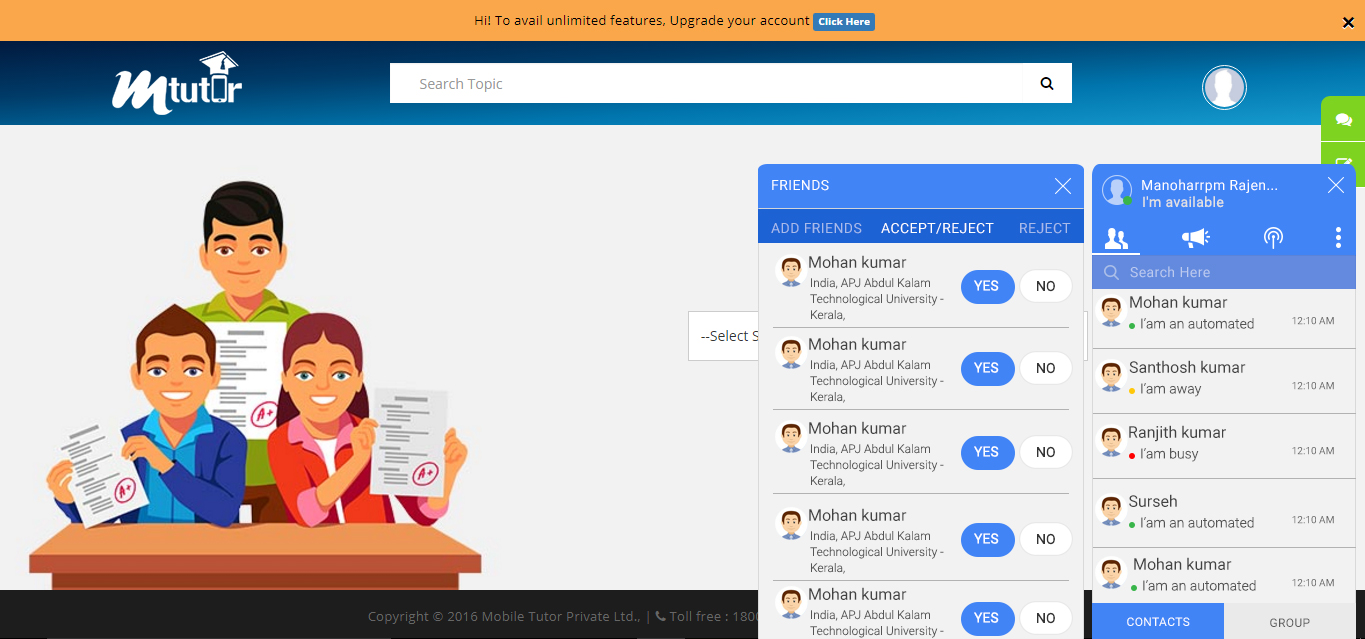 Hi! To avail unlimited features, Upgrade your account Click Here
Mtutor
Search Topic
--Select S
Copyright © 2016 Mobile Tutor Private Ltd., | Toll free : 1800
FRIENDS
ADD FRIENDS ACCEPT/REJECT REJECT
Mohan kumar
India, APJ Abdul Kalam
Technological University -
Kerala,
YES NO
Mohan kumar
India, APJ Abdul Kalam
Technological University -
Kerala,
YES NO
Mohan kumar
India, APJ Abdul Kalam
Technological University -
Kerala,
YES NO
Mohan kumar
India, APJ Abdul Kalam
Technological University -
Kerala,
YES NO
Mohan kumar
India, APJ Abdul Kalam
Technological University -
YES NO
Manoharrpm Rajen...
I'm available
Search Here
Mohan kumar
I'am an automated 12:10 AM
Santhosh kumar
I'am away 12:10 AM
Ranjith kumar
I'am busy 12:10 AM
Surseh
I'am an automated 12:10 AM
Mohan kumar
I'am an automated 12:10 AM
CONTACTS GROUP
A+
A+
A+